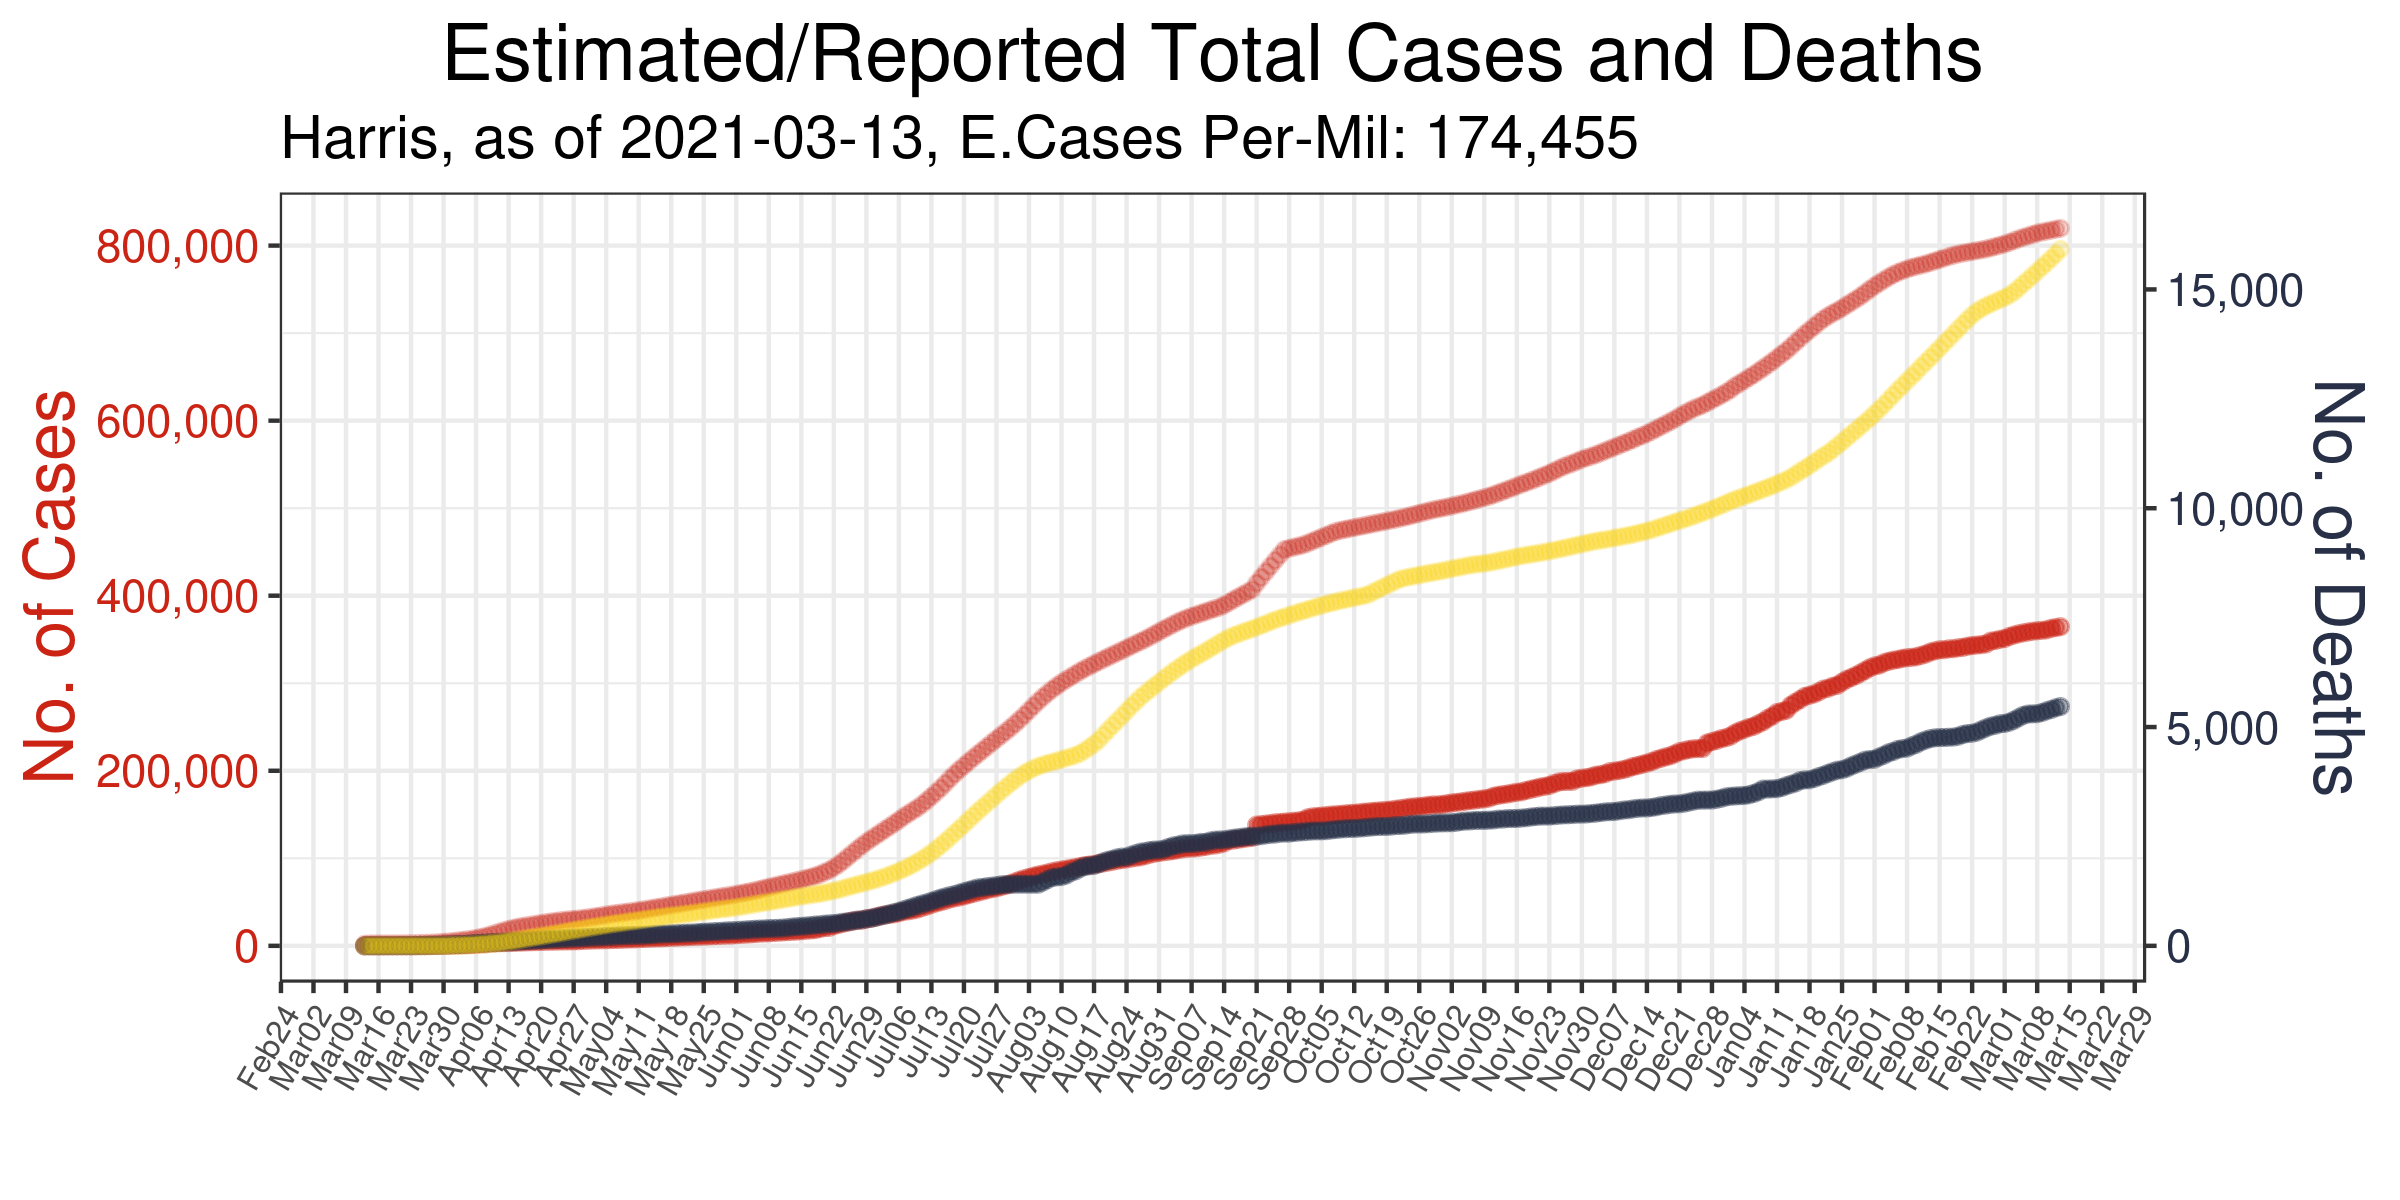 Estimated/Reported Total Cases and Deaths
Harris, as of 2021-03-13, E.Cases Per-Mil: 174,455
No. of Cases
800,000
600,000
400,000
200,000
0
15,000
10,000
5,000
0
No. of Deaths
Feb24
Mar02
Mar09
Mar16
Mar23
Mar30
Apr06
Apr13
Apr20
Apr27
May04
May11
May18
May25
Jun01
Jun08
Jun15
Jun22
Jun29
Jul06
Jul13
Jul20
Jul27
Aug03
Aug10
Aug17
Aug24
Aug31
Sep07
Sep14
Sep21
Sep28
Oct05
Oct12
Oct19
Oct26
Nov02
Nov09
Nov16
Nov23
Nov30
Dec07
Dec14
Dec21
Dec28
Jan04
Jan11
Jan18
Jan25
Feb01
Feb08
Feb15
Feb22
Mar01
Mar08
Mar15
Mar22
Mar29